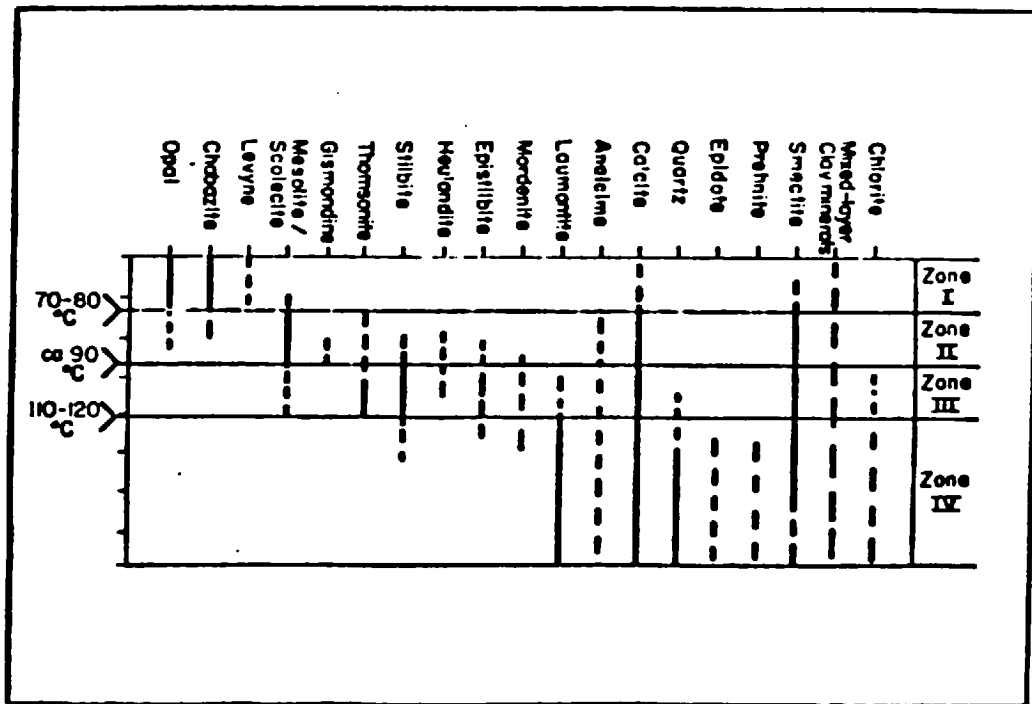 Opal
Chabazite
Levyne
Mesolite /
Scolecite
Gismondine
Thomsonite
Stilbite
Heulandite
Epistilbite
Mordenite
Laumontite
Analcime
Calcite
Quartz
Epidote
Prehnite
Smectite
Mixed-layer
Clay minerals
Chlorite
70-80
°C
ca 90
°C
110-120
°C
Zone
I
Zone
II
Zone
III
Zone
IV